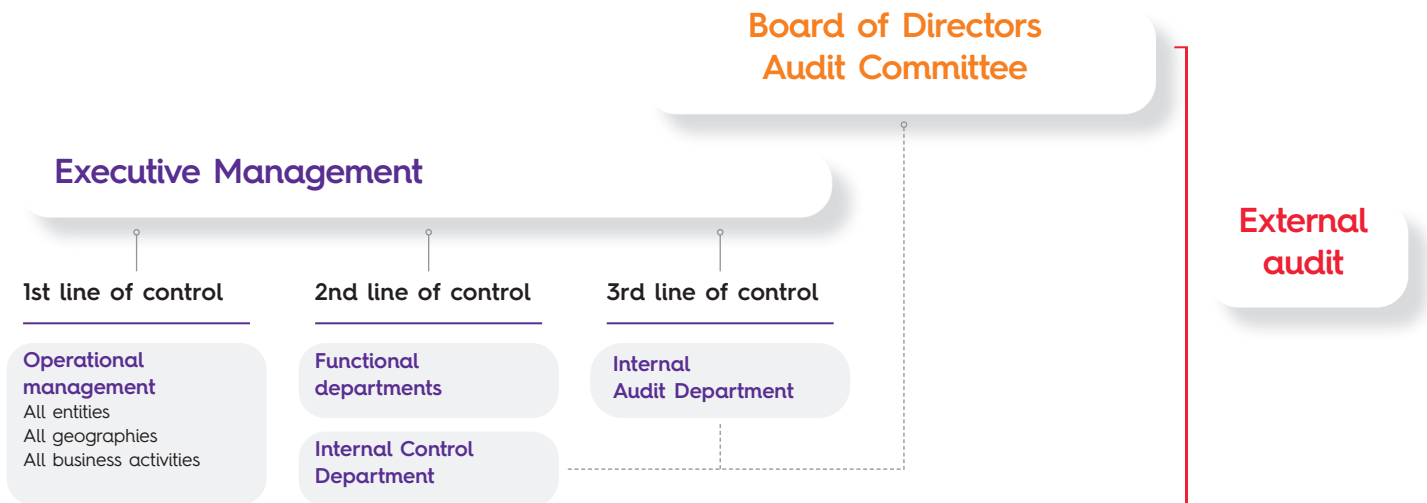 Board of Directors
Audit Committee
Executive Management
External
audit
1st line of control
2nd line of control
3rd line of control
Operational
management
All entities
All geographies
All business activities
Functional
departments
Internal Control
Department
Internal
Audit Department